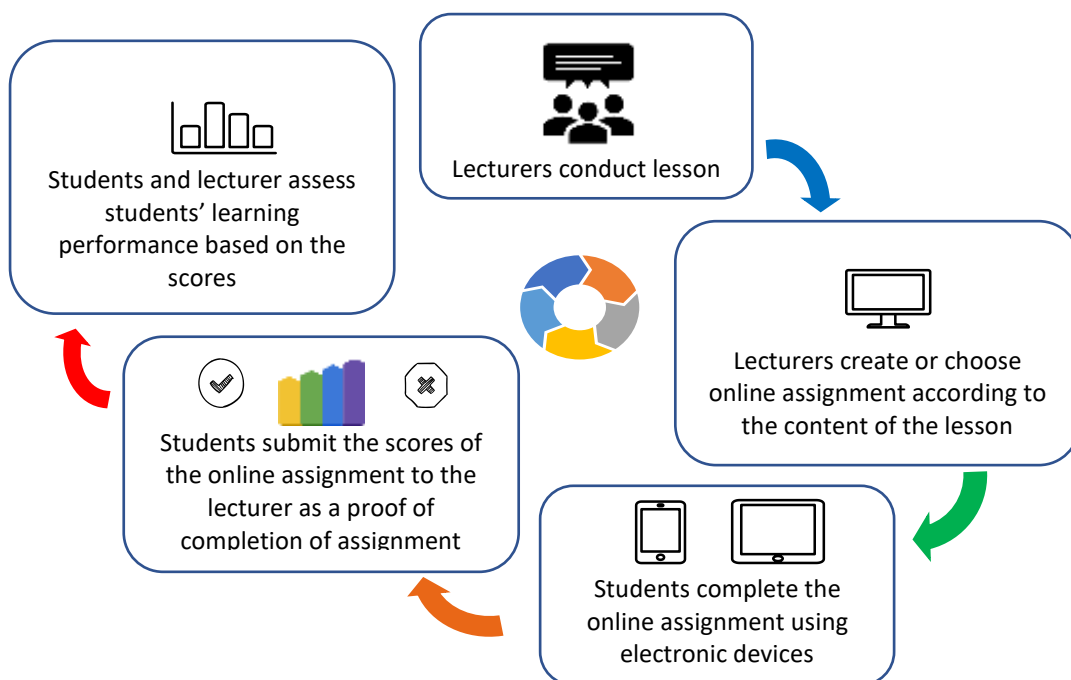 Lecturers conduct lesson
Lecturers create or choose
online assignment according to
the content of the lesson
Students complete the
online assignment using
electronic devices
Students submit the scores of
the online assignment to the
lecturer as a proof of
completion of assignment
Students and lecturer assess
students’ learning
performance based on the
scores